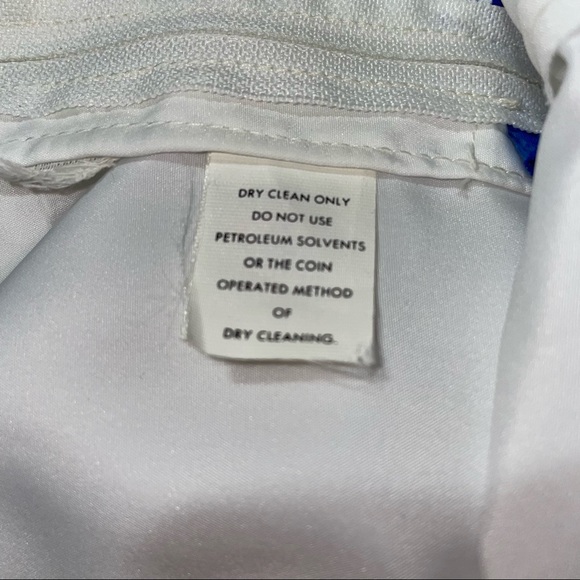 DRY CLEAN ONLY
DO NOT USE
PETROLEUM SOLVENTS
OR THE COIN
OPERATED METHOD
OF
DRY CLEANING.